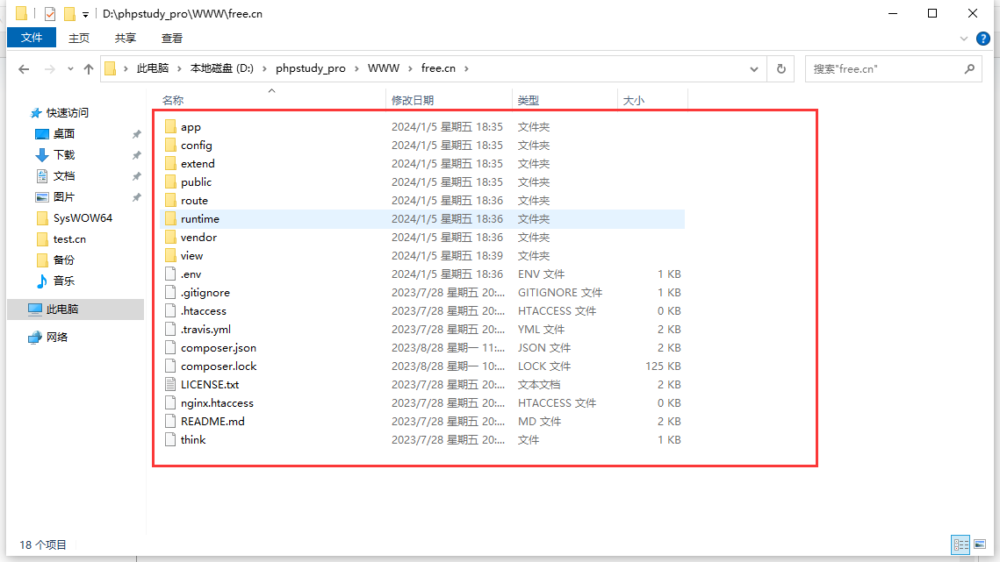 D:\phpstudy_pro\WWW\free.cn
文件 主页 共享 查看
此电脑 本地磁盘 (D:) phpstudy_pro WWW free.cn 搜索"free.cn"
名称 修改日期 类型 大小
快速访问
桌面
下载
文档
图片
SysWOW64
test.cn
备份
音乐
此电脑
网络
app 2024/1/5 星期五 18:35 文件夹
config 2024/1/5 星期五 18:35 文件夹
extend 2024/1/5 星期五 18:35 文件夹
public 2024/1/5 星期五 18:35 文件夹
route 2024/1/5 星期五 18:36 文件夹
runtime 2024/1/5 星期五 18:36 文件夹
vendor 2024/1/5 星期五 18:36 文件夹
view 2024/1/5 星期五 18:39 文件夹
.env 2024/1/5 星期五 18:36 ENV 文件 1 KB
.gitignore 2023/7/28 星期五 20:... GITIGNORE 文件 1 KB
.htaccess 2023/7/28 星期五 20:... HTACCESS 文件 0 KB
.travis.yml 2023/7/28 星期五 20:... YML 文件 2 KB
composer.json 2023/8/28 星期一 11:... JSON 文件 2 KB
composer.lock 2023/8/28 星期一 10:... LOCK 文件 125 KB
LICENSE.txt 2023/7/28 星期五 20:... 文本文档 2 KB
nginx.htaccess 2023/7/28 星期五 20:... HTACCESS 文件 0 KB
README.md 2023/7/28 星期五 20:... MD 文件 2 KB
think 2023/7/28 星期五 20:... 文件 1 KB
18 个项目